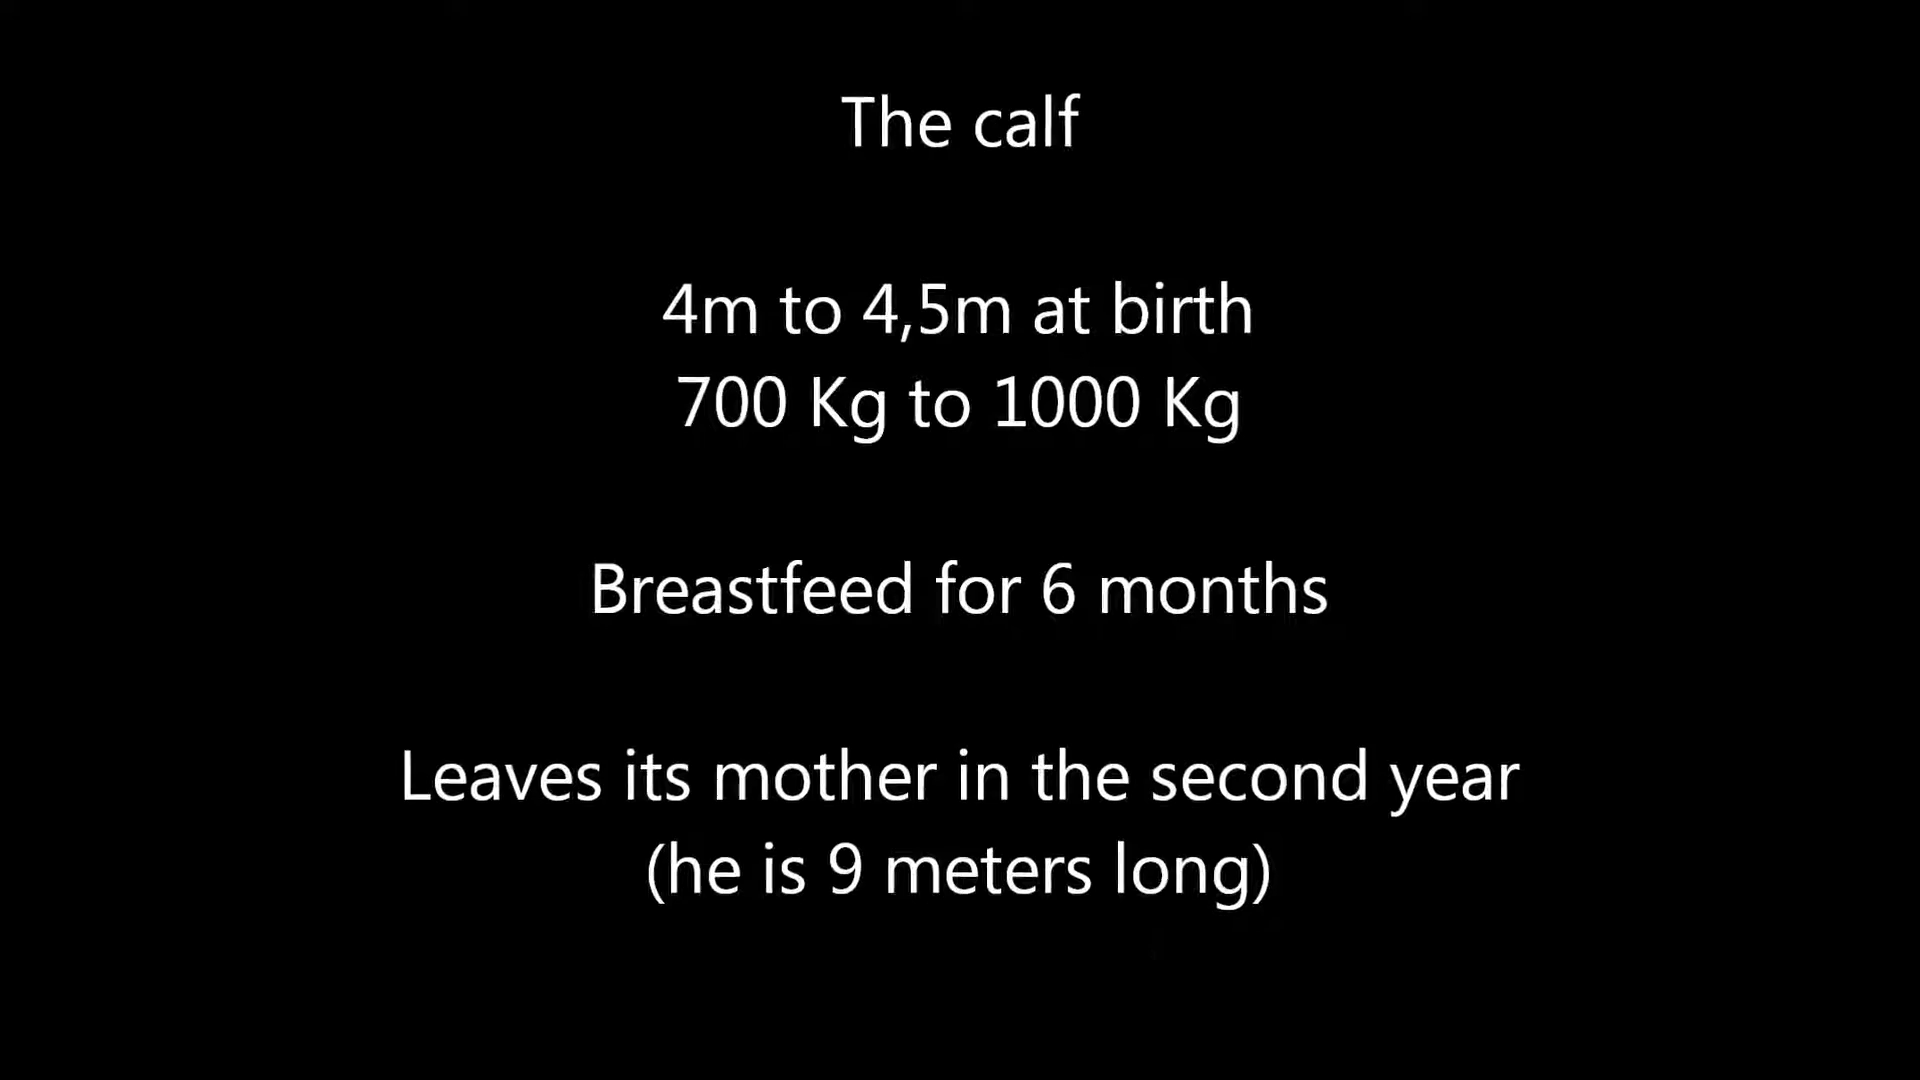 The calf
4m to 4,5m at birth
700 Kg to 1000 Kg
Breastfeed for 6 months
Leaves its mother in the second year
(he is 9 meters long)